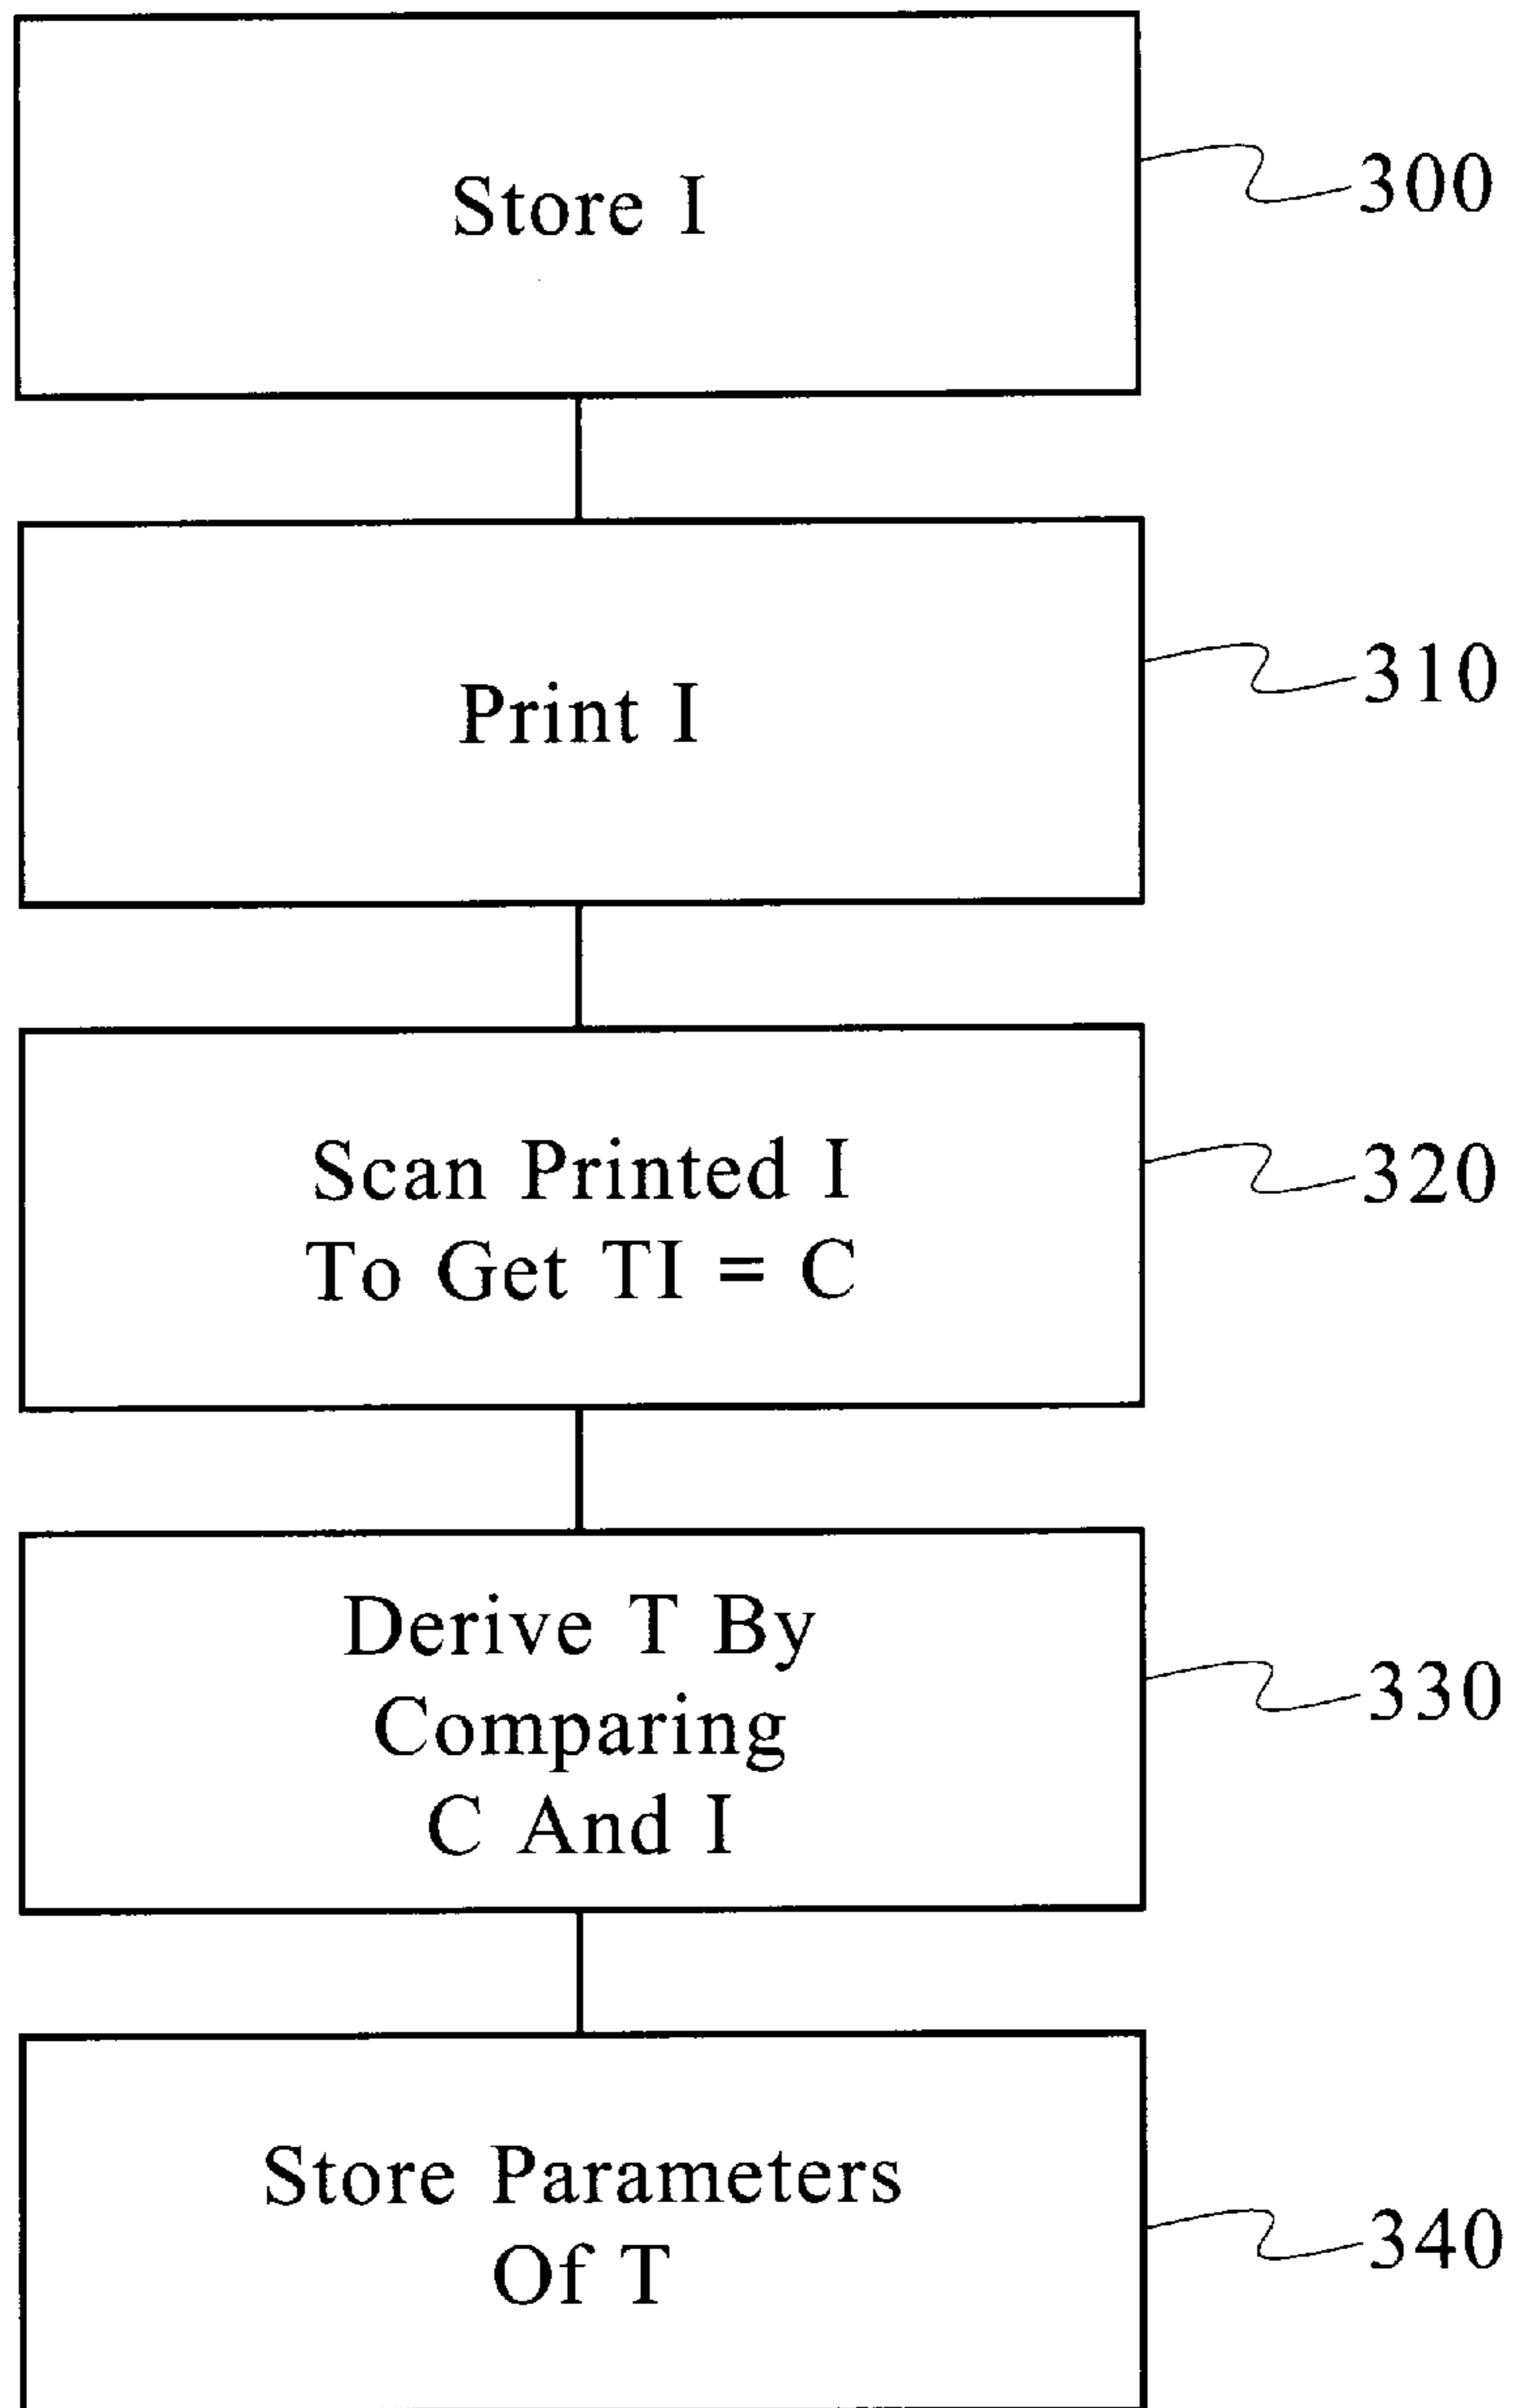 Store I
300
Print I
310
Scan Printed I
To Get TI = C
320
Derive T By
Comparing
C And I
330
Store Parameters
Of T
340